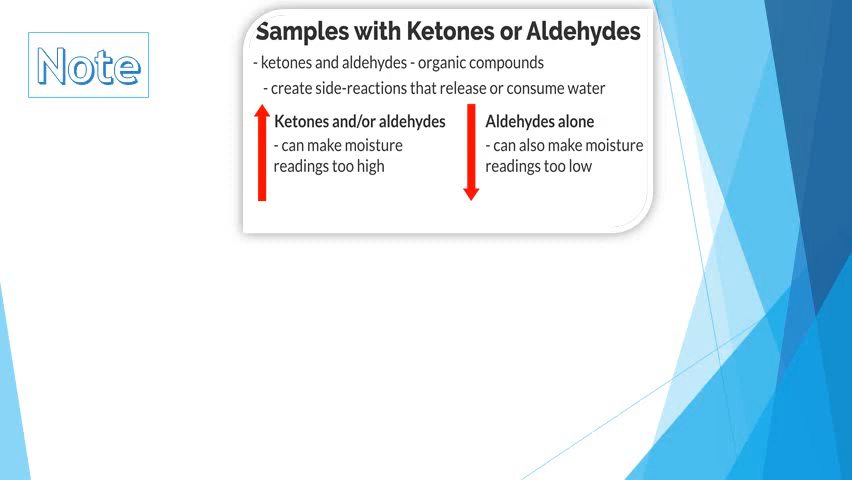 Note
Samples with Ketones or Aldehydes
- ketones and aldehydes - organic compounds
- create side-reactions that release or consume water
Ketones and/or aldehydes
- can make moisture
readings too high
Aldehydes alone
- can also make moisture
readings too low